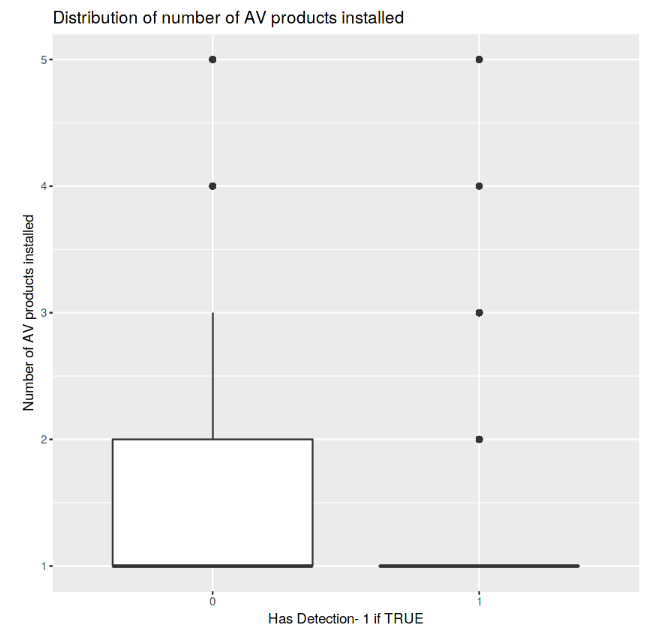 Distribution of number of AV products installed
5
4
3
2
1
Number of AV products installed
0
1
Has Detection- 1 if TRUE